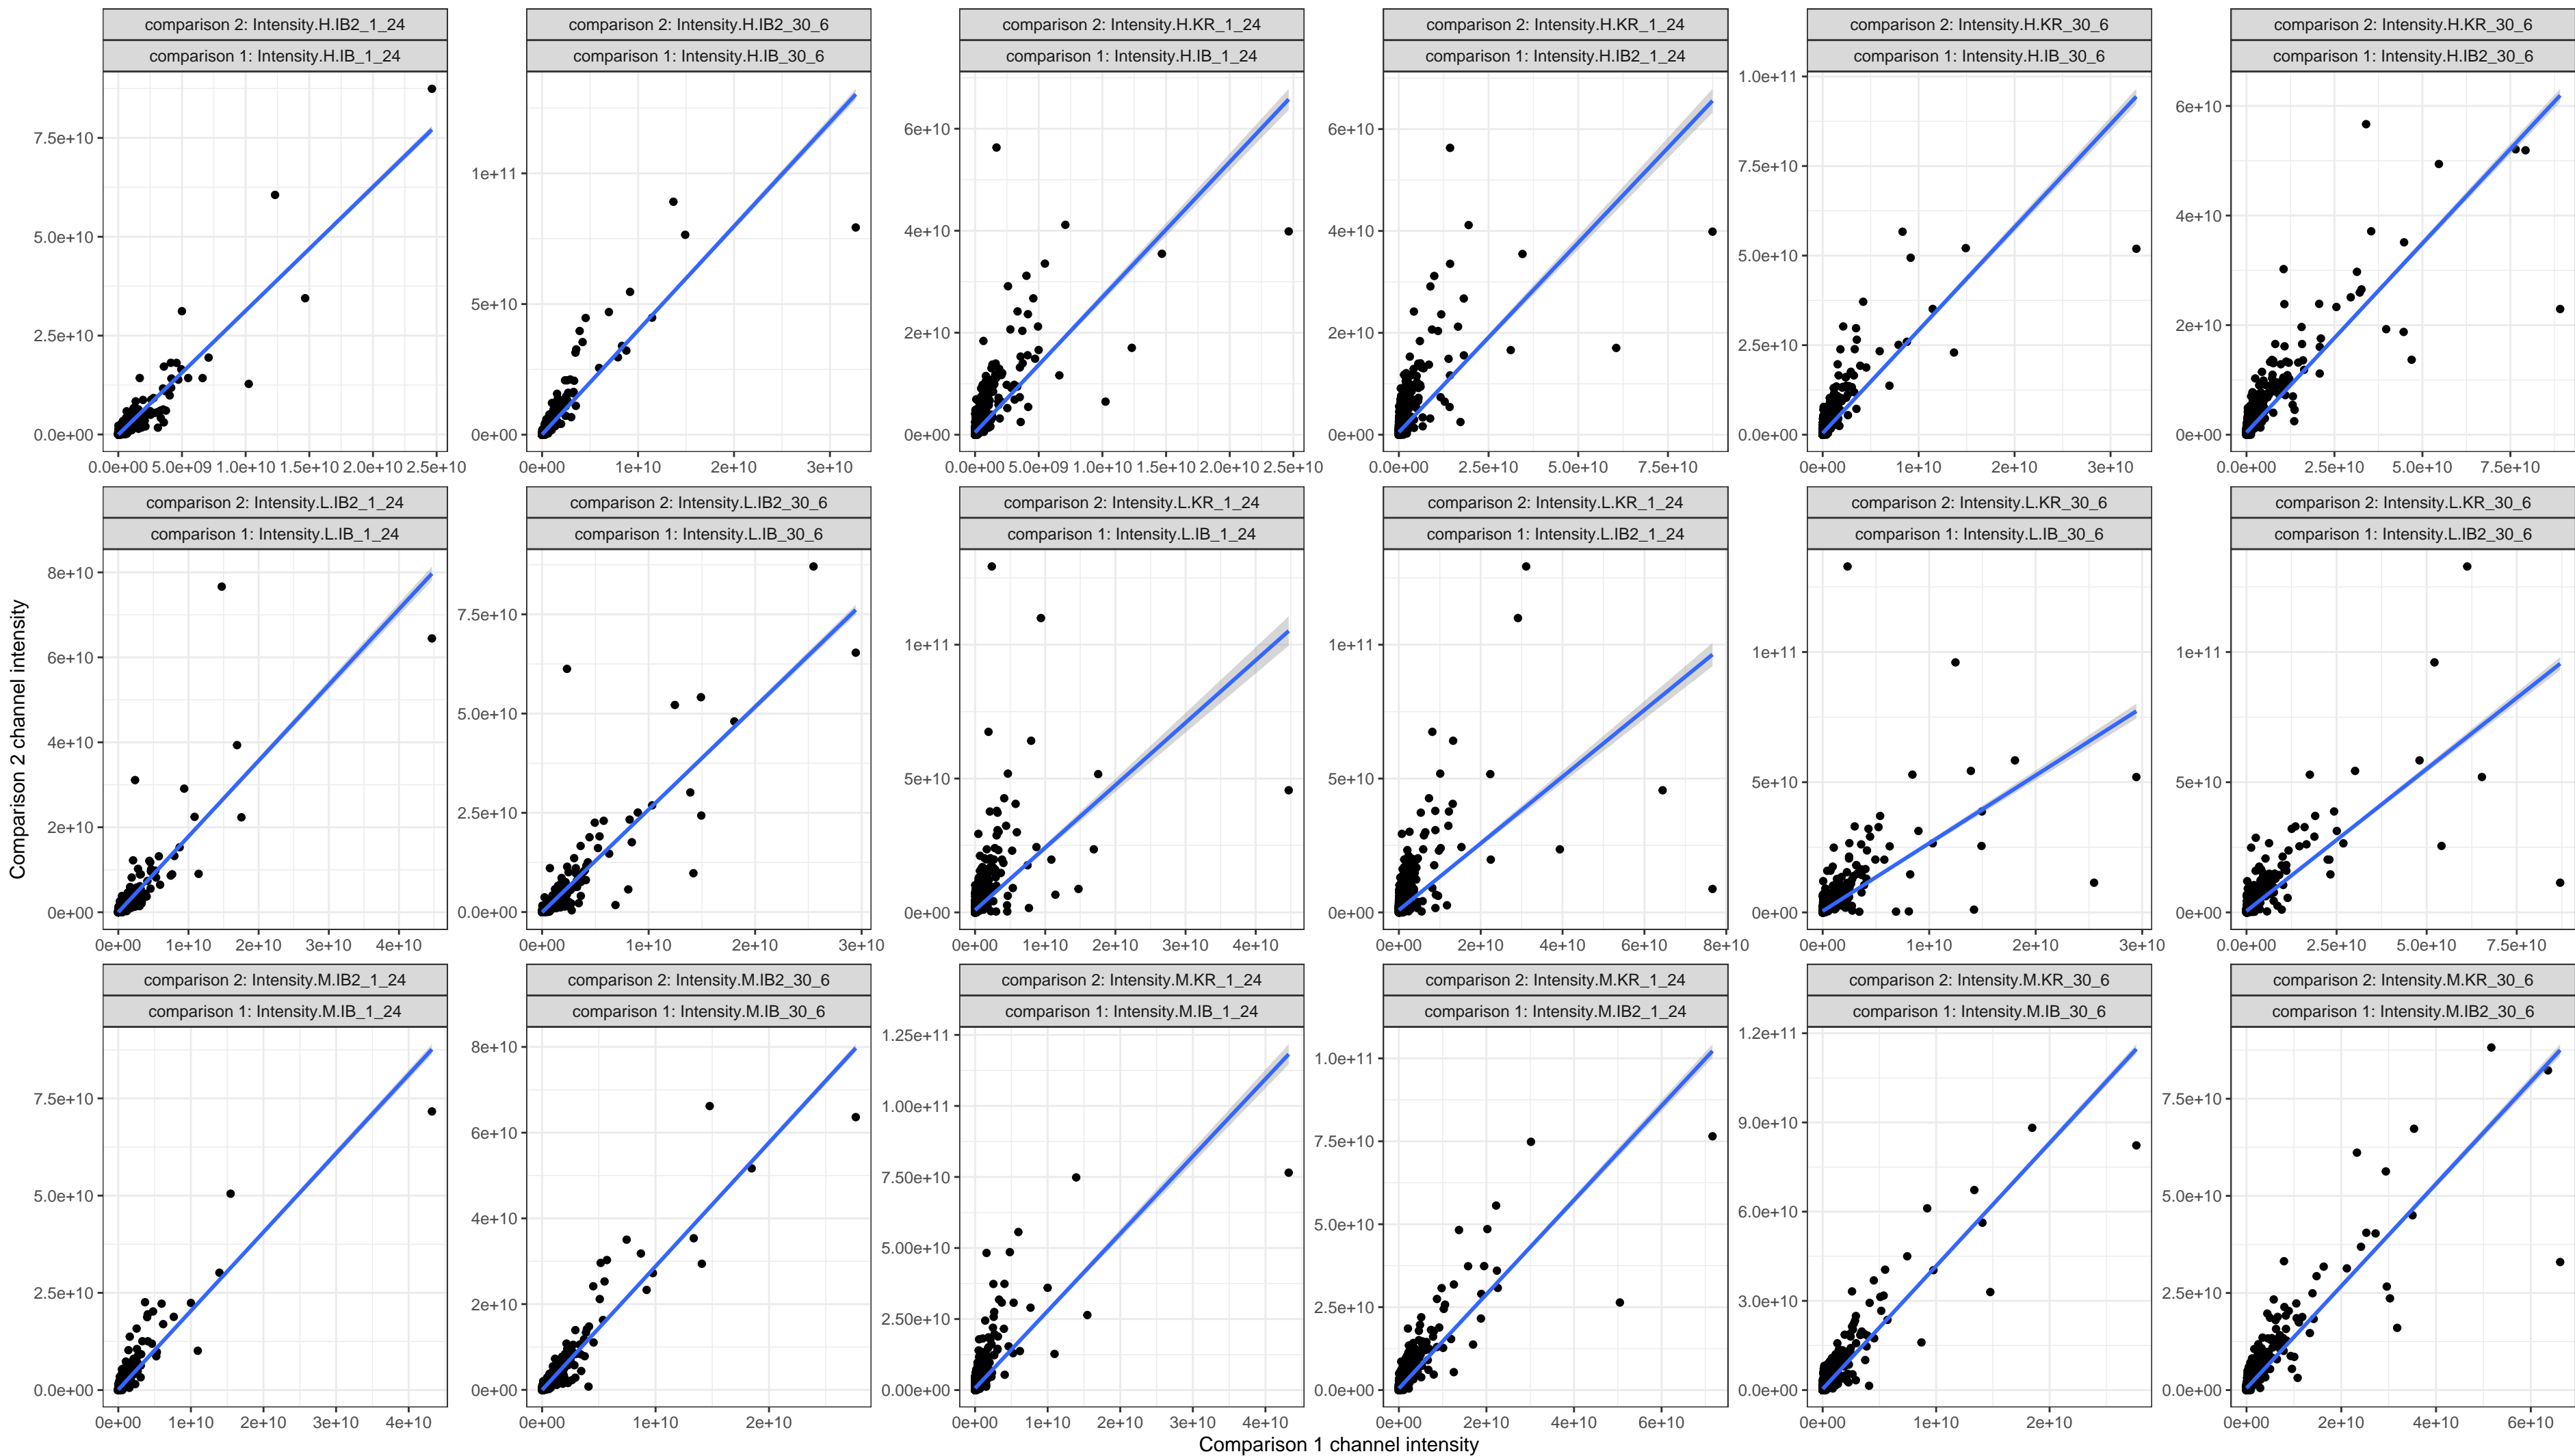 comparison 2: Intensity.H.IB2_1_24
comparison 2: Intensity.H.IB2_30_6
comparison 2: Intensity.H.KR_1_24
comparison 2: Intensity.H.KR_1_24
comparison 2: Intensity.H.KR_30_6
comparison 2: Intensity.H.KR_30_6
comparison 1: Intensity.H.IB_1_24
comparison 1: Intensity.H.IB_30_6
comparison 1: Intensity.H.IB_1_24
comparison 1: Intensity.H.IB2_1_24
comparison 1: Intensity.H.IB_30_6
comparison 1: Intensity.H.IB2_30_6
7.5e+10
5.0e+10
2.5e+10
0.0e+00
0.0e+00 5.0e+09 1.0e+10 1.5e+10 2.0e+10 2.5e+10
1e+11
5e+10
0e+00
0e+00 1e+10 2e+10 3e+10
6e+10
4e+10
2e+10
0e+00
0.0e+00 5.0e+09 1.0e+10 1.5e+10 2.0e+10 2.5e+10
6e+10
4e+10
2e+10
0e+00
0.0e+00 2.5e+10 5.0e+10 7.5e+10
1.0e+11
7.5e+10
5.0e+10
2.5e+10
0.0e+00
0e+00 1e+10 2e+10 3e+10
6e+10
4e+10
2e+10
0e+00
0.0e+00 2.5e+10 5.0e+10 7.5e+10
comparison 2: Intensity.L.IB2_1_24
comparison 2: Intensity.L.IB2_30_6
comparison 2: Intensity.L.KR_1_24
comparison 2: Intensity.L.KR_1_24
comparison 2: Intensity.L.KR_30_6
comparison 2: Intensity.L.KR_30_6
comparison 1: Intensity.L.IB_1_24
comparison 1: Intensity.L.IB_30_6
comparison 1: Intensity.L.IB_1_24
comparison 1: Intensity.L.IB2_1_24
comparison 1: Intensity.L.IB_30_6
comparison 1: Intensity.L.IB2_30_6
Comparison 2 channel intensity
8e+10
6e+10
4e+10
2e+10
0e+00
0e+00 1e+10 2e+10 3e+10 4e+10
7.5e+10
5.0e+10
2.5e+10
0.0e+00
0e+00 1e+10 2e+10 3e+10
1e+11
5e+10
0e+00
0e+00 1e+10 2e+10 3e+10 4e+10
1e+11
5e+10
0e+00
0e+00 2e+10 4e+10 6e+10 8e+10
1e+11
5e+10
0e+00
0e+00 1e+10 2e+10 3e+10
1e+11
5e+10
0e+00
0.0e+00 2.5e+10 5.0e+10 7.5e+10
comparison 2: Intensity.M.IB2_1_24
comparison 2: Intensity.M.IB2_30_6
comparison 2: Intensity.M.KR_1_24
comparison 2: Intensity.M.KR_1_24
comparison 2: Intensity.M.KR_30_6
comparison 2: Intensity.M.KR_30_6
comparison 1: Intensity.M.IB_1_24
comparison 1: Intensity.M.IB_30_6
comparison 1: Intensity.M.IB_1_24
comparison 1: Intensity.M.IB2_1_24
comparison 1: Intensity.M.IB_30_6
comparison 1: Intensity.M.IB2_30_6
7.5e+10
5.0e+10
2.5e+10
0.0e+00
0e+00 1e+10 2e+10 3e+10 4e+10
8e+10
6e+10
4e+10
2e+10
0e+00
0e+00 1e+10 2e+10
1.25e+11
1.00e+11
7.50e+10
5.00e+10
2.50e+10
0.00e+00
0e+00 1e+10 2e+10 3e+10 4e+10
1.0e+11
7.5e+10
5.0e+10
2.5e+10
0.0e+00
0e+00 2e+10 4e+10 6e+10
1.2e+11
9.0e+10
6.0e+10
3.0e+10
0.0e+00
0e+00 1e+10 2e+10
7.5e+10
5.0e+10
2.5e+10
0.0e+00
0e+00 2e+10 4e+10 6e+10
Comparison 1 channel intensity